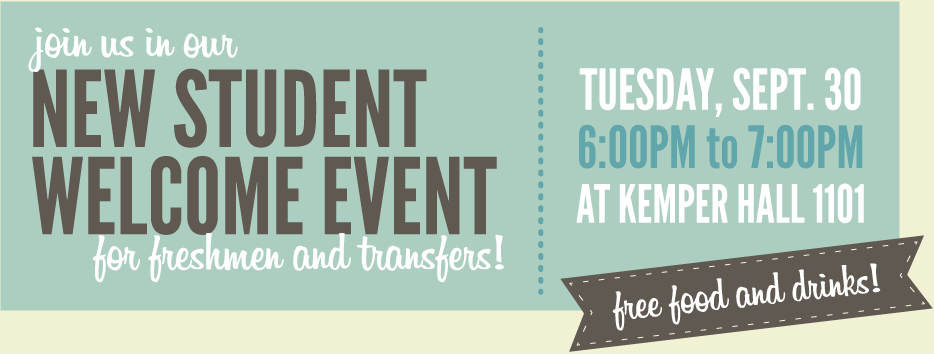 join us in our
NEW STUDENT
WELCOME EVENT
for freshmen and transfers!
TUESDAY, SEPT. 30
6:00PM to 7:00PM
AT KEMPER HALL 1101
free food and drinks!